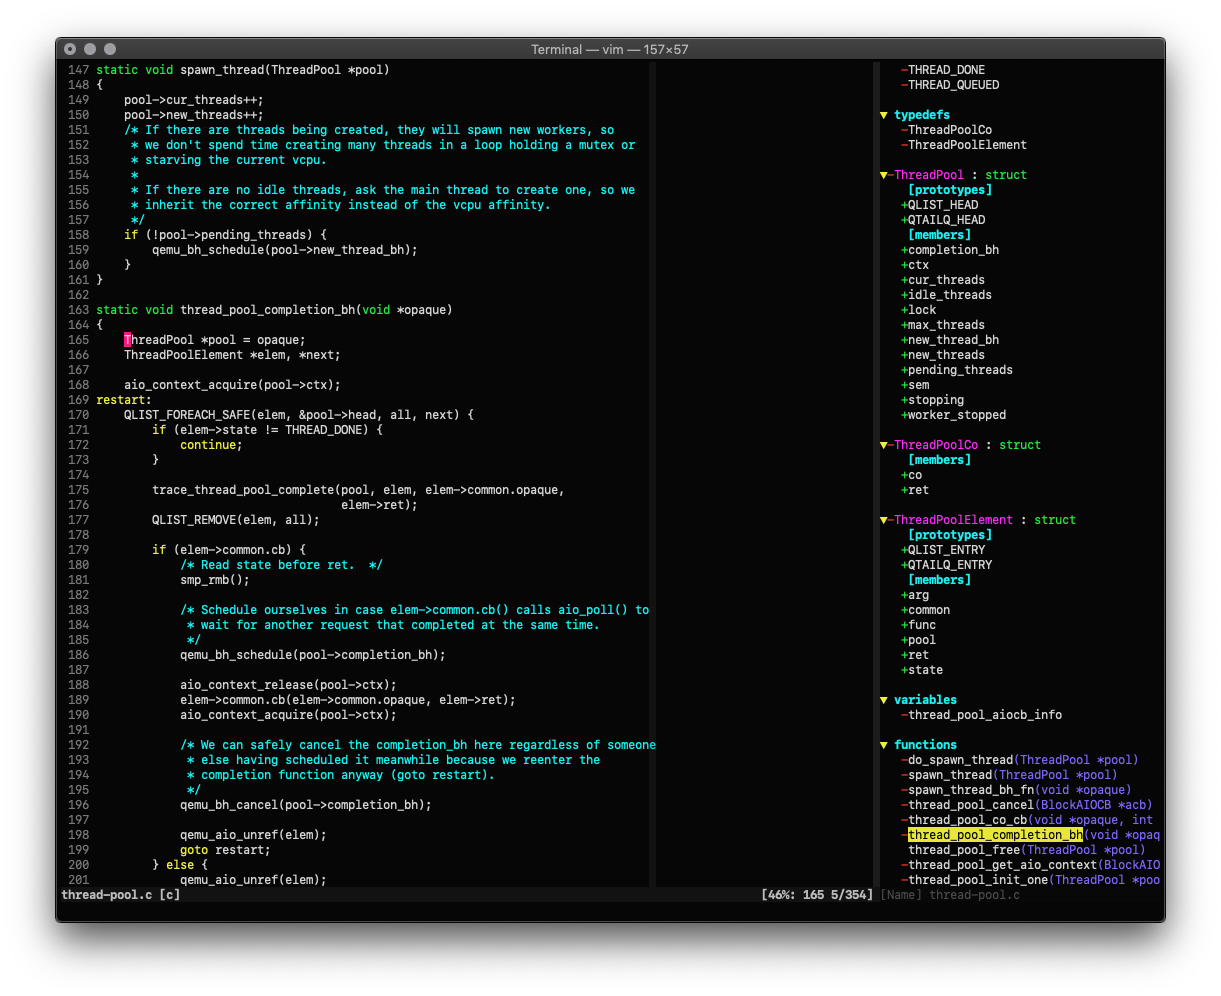 Terminal — vim — 157×57
147 static void spawn_thread(ThreadPool *pool)
148 {
149     pool->cur_threads++;
150     pool->new_threads++;
151     /* If there are threads being created, they will spawn new workers, so
152      * we don't spend time creating many threads in a loop holding a mutex or
153      * starving the current vcpu.
154      *
155      * If there are no idle threads, ask the main thread to create one, so we
156      * inherit the correct affinity instead of the vcpu affinity.
157      */
158     if (!pool->pending_threads) {
159         qemu_bh_schedule(pool->new_thread_bh);
160     }
161 }
162
163 static void thread_pool_completion_bh(void *opaque)
164 {
165     ThreadPool *pool = opaque;
166     ThreadPoolElement *elem, *next;
167
168     aio_context_acquire(pool->ctx);
169 restart:
170     QLIST_FOREACH_SAFE(elem, &pool->head, all, next) {
171         if (elem->state != THREAD_DONE) {
172             continue;
173         }
174
175         trace_thread_pool_complete(pool, elem, elem->common.opaque,
176                                    elem->ret);
177         QLIST_REMOVE(elem, all);
178
179         if (elem->common.cb) {
180             /* Read state before ret.  */
181             smp_rmb();
182
183             /* Schedule ourselves in case elem->common.cb() calls aio_poll() to
184              * wait for another request that completed at the same time.
185              */
186             qemu_bh_schedule(pool->completion_bh);
187
188             aio_context_release(pool->ctx);
189             elem->common.cb(elem->common.opaque, elem->ret);
190             aio_context_acquire(pool->ctx);
191
192             /* We can safely cancel the completion_bh here regardless of someone
193              * else having scheduled it meanwhile because we reenter the
194              * completion function anyway (goto restart).
195              */
196             qemu_bh_cancel(pool->completion_bh);
197
198             qemu_aio_unref(elem);
199             goto restart;
200         } else {
201             qemu_aio_unref(elem);
thread-pool.c [c]
[46%: 165 5/354]
-THREAD_DONE
-THREAD_QUEUED
▼ typedefs
-ThreadPoolCo
-ThreadPoolElement
▼-ThreadPool : struct
[prototypes]
+QLIST_HEAD
+QTAILQ_HEAD
[members]
+completion_bh
+ctx
+cur_threads
+idle_threads
+lock
+max_threads
+new_thread_bh
+new_threads
+pending_threads
+sem
+stopping
+worker_stopped
▼-ThreadPoolCo : struct
[members]
+co
+ret
▼-ThreadPoolElement : struct
[prototypes]
+QLIST_ENTRY
+QTAILQ_ENTRY
[members]
+arg
+common
+func
+pool
+ret
+state
▼ variables
-thread_pool_aiocb_info
▼ functions
-do_spawn_thread(ThreadPool *pool)
-spawn_thread(ThreadPool *pool)
-spawn_thread_bh_fn(void *opaque)
-thread_pool_cancel(BlockAIOCB *acb)
-thread_pool_co_cb(void *opaque, int
-thread_pool_completion_bh(void *opaq
thread_pool_free(ThreadPool *pool)
-thread_pool_get_aio_context(BlockAIO
-thread_pool_init_one(ThreadPool *poo
[Name] thread-pool.c